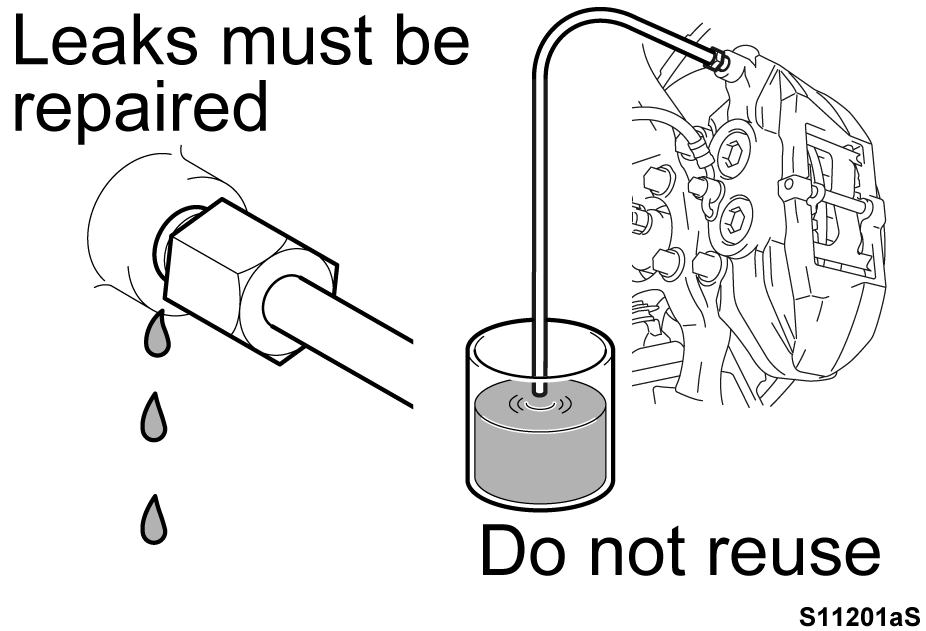 Leaks must be
repaired
Do not reuse
S11201aS